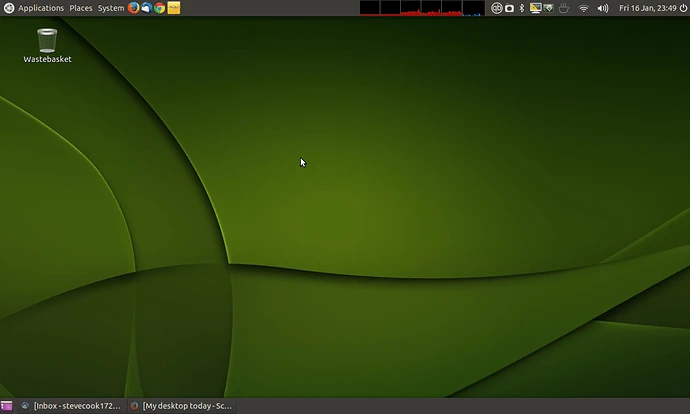 Applications Places System Fri 16 Jan, 23:49
Wastebasket
[Inbox - stevecook172... [My desktop today - Sc...